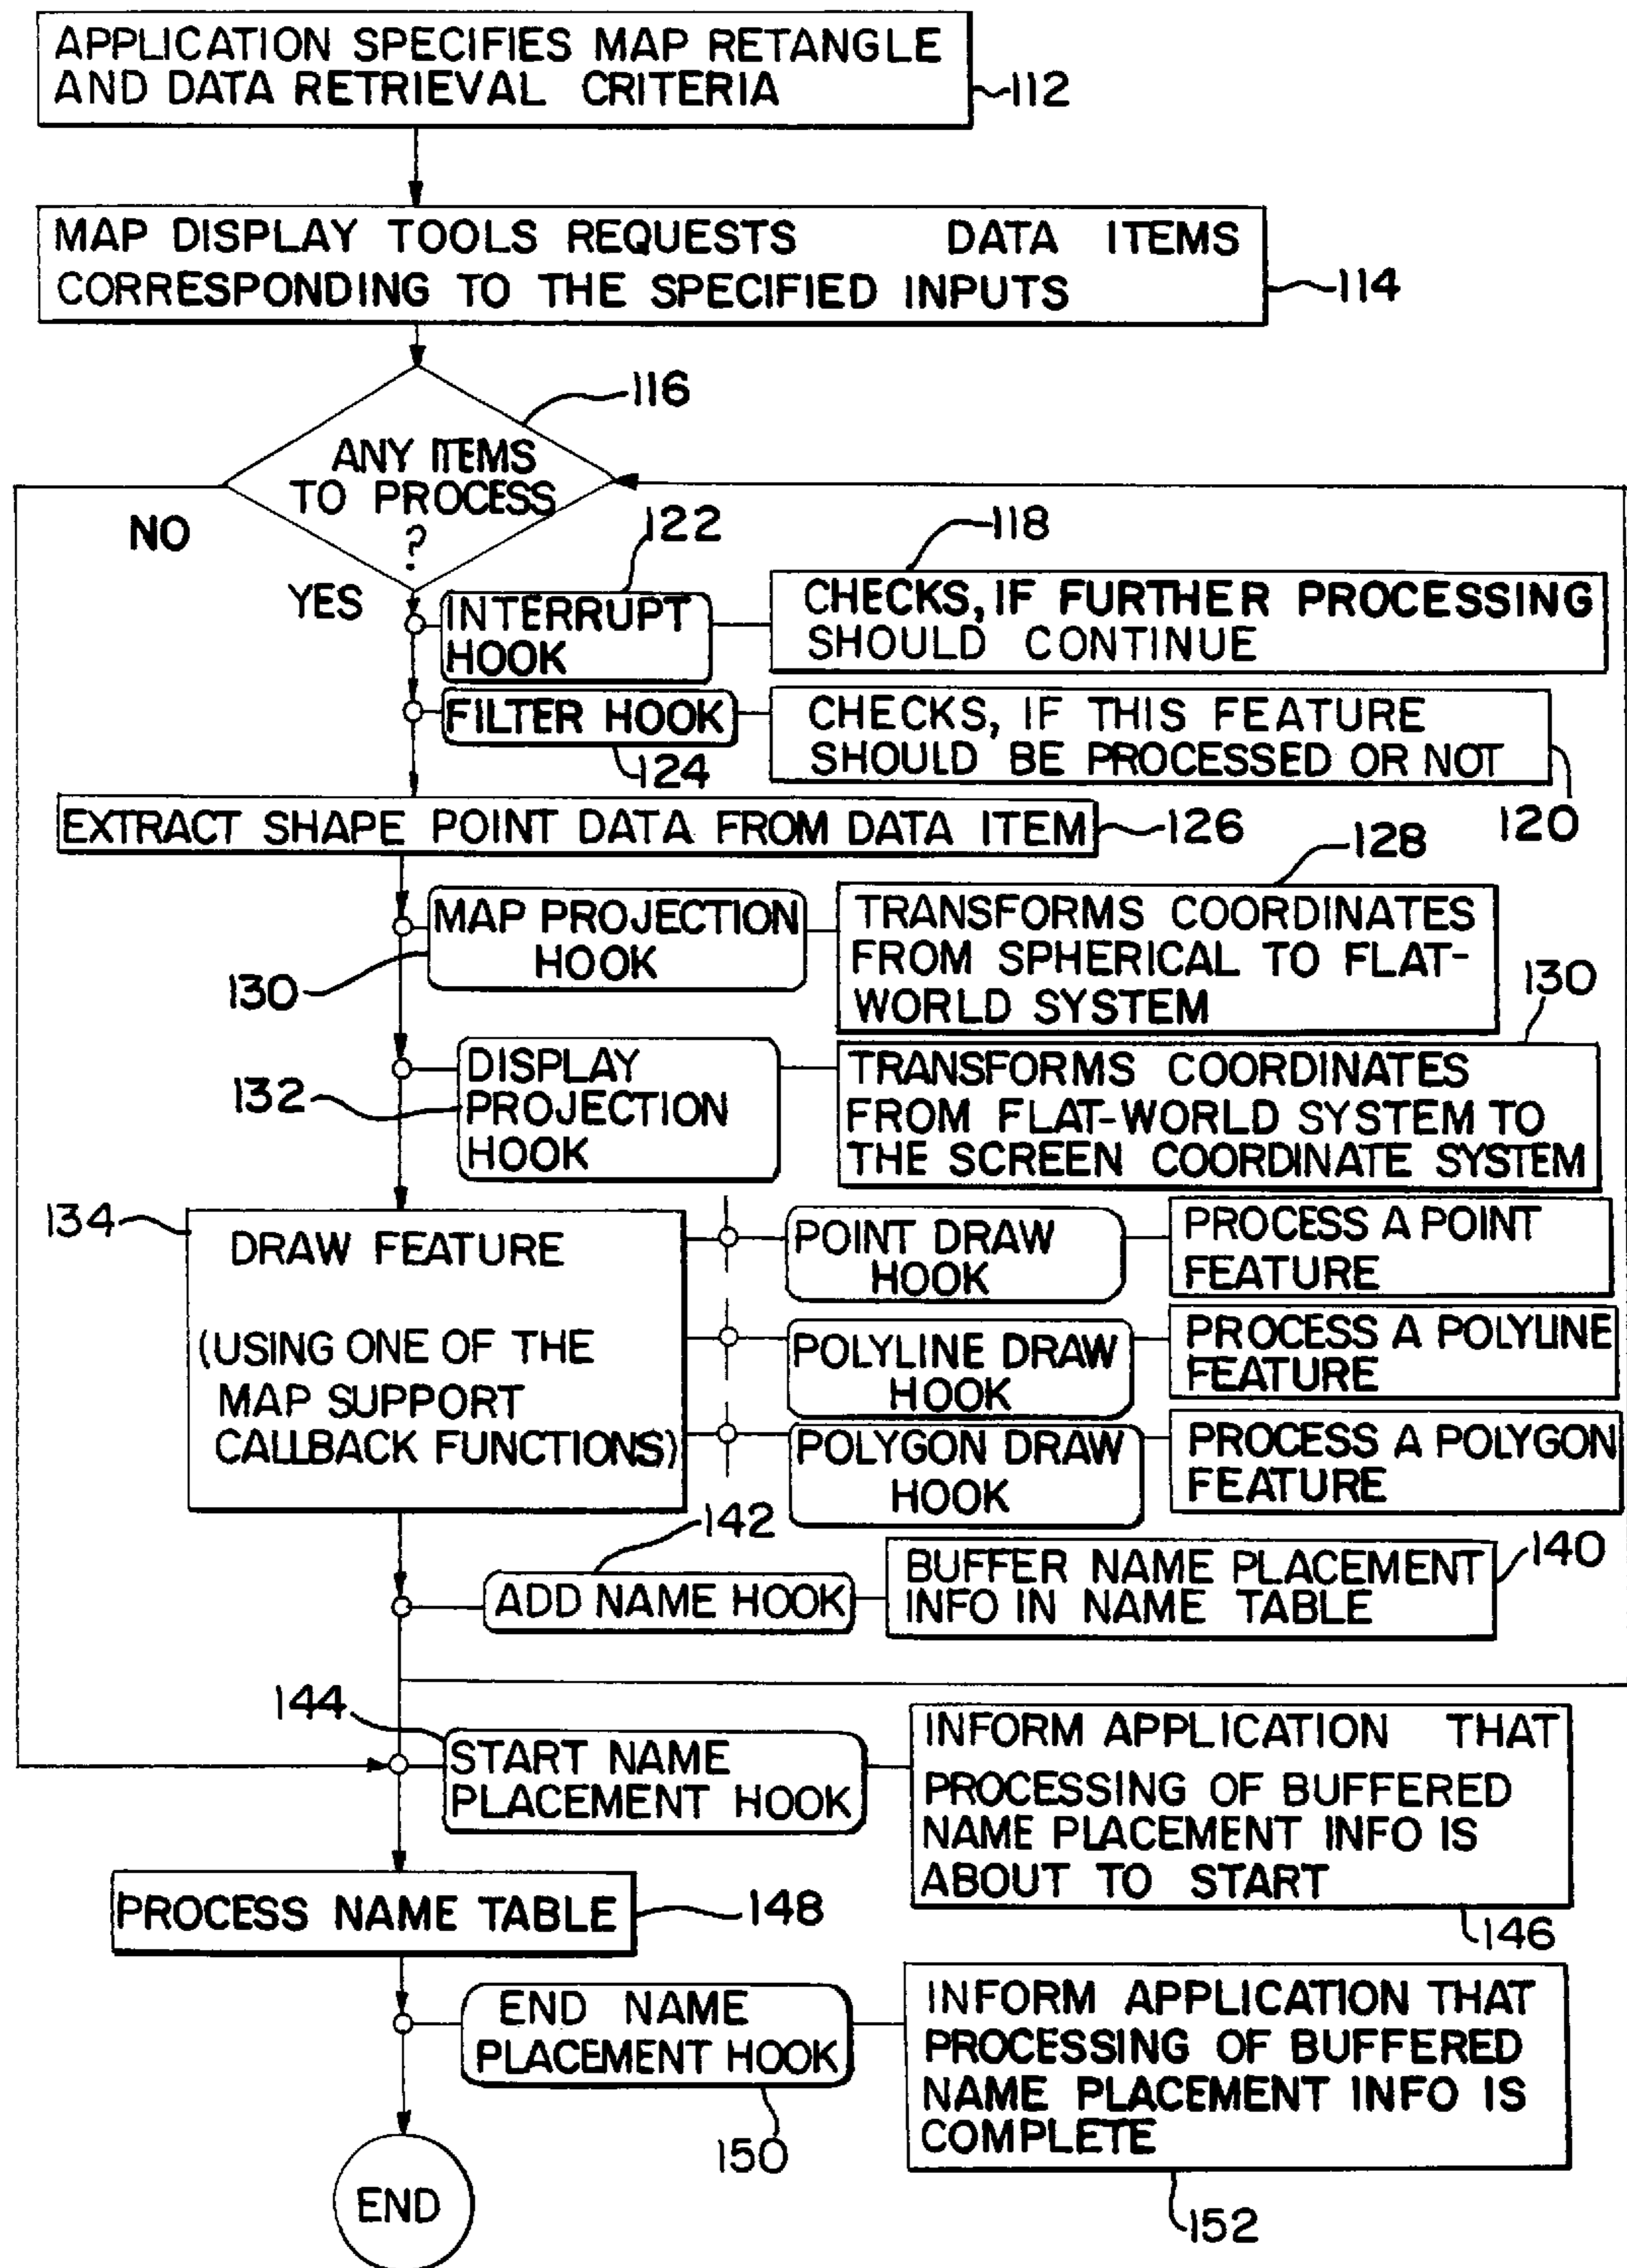 APPLICATION SPECIFIES MAP RETANGLE
AND DATA RETRIEVAL CRITERIA
112
MAP DISPLAY TOOLS REQUESTS DATA ITEMS
CORRESPONDING TO THE SPECIFIED INPUTS
114
116
ANY ITEMS
TO PROCESS
?
NO
YES
122
INTERRUPT
HOOK
118
CHECKS, IF FURTHER PROCESSING
SHOULD CONTINUE
FILTER HOOK
124
CHECKS, IF THIS FEATURE
SHOULD BE PROCESSED OR NOT
120
EXTRACT SHAPE POINT DATA FROM DATA ITEM
126
128
MAP PROJECTION
HOOK
130
TRANSFORMS COORDINATES
FROM SPHERICAL TO FLAT-
WORLD SYSTEM
130
DISPLAY
PROJECTION
HOOK
132
TRANSFORMS COORDINATES
FROM FLAT-WORLD SYSTEM TO
THE SCREEN COORDINATE SYSTEM
134
DRAW FEATURE
(USING ONE OF THE
MAP SUPPORT
CALLBACK FUNCTIONS)
POINT DRAW
HOOK
PROCESS A POINT
FEATURE
POLYLINE DRAW
HOOK
PROCESS A POLYLINE
FEATURE
POLYGON DRAW
HOOK
PROCESS A POLYGON
FEATURE
142
ADD NAME HOOK
BUFFER NAME PLACEMENT
INFO IN NAME TABLE
140
144
START NAME
PLACEMENT HOOK
INFORM APPLICATION THAT
PROCESSING OF BUFFERED
NAME PLACEMENT INFO IS
ABOUT TO START
146
PROCESS NAME TABLE
148
END NAME
PLACEMENT HOOK
150
INFORM APPLICATION THAT
PROCESSING OF BUFFERED
NAME PLACEMENT INFO IS
COMPLETE
152
END